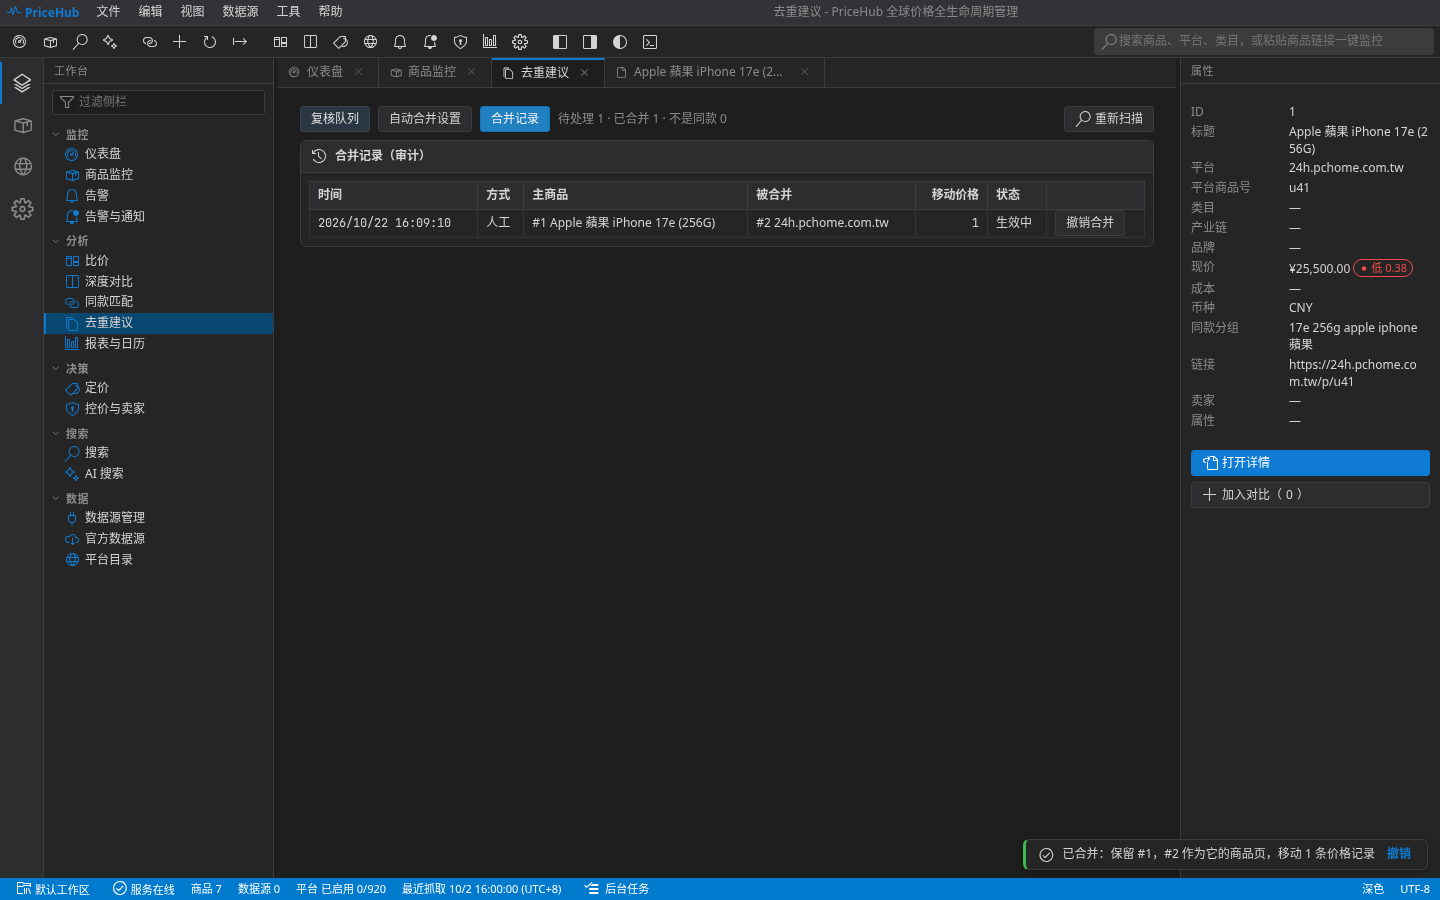 PriceHub 文件 编辑 视图 数据源 工具 帮助
去重建议 - PriceHub 全球价格全生命周期管理
搜索商品、平台、类目，或粘贴商品链接一键监控
工作台
过滤侧栏
监控
仪表盘
商品监控
告警
告警与通知
分析
比价
深度对比
同款匹配
去重建议
报表与日历
决策
定价
控价与卖家
搜索
搜索
AI 搜索
数据
数据源管理
官方数据源
平台目录
仪表盘 商品监控 去重建议 Apple 蘋果 iPhone 17e (2...
复核队列 自动合并设置 合并记录 待处理 1 · 已合并 1 · 不是同款 0
重新扫描
合并记录（审计）
时间 方式 主商品 被合并 移动价格 状态
2026/10/22 16:09:10 人工 #1 Apple 蘋果 iPhone 17e (256G) #2 24h.pchome.com.tw 1 生效中 撤销合并
属性
ID 1
标题 Apple 蘋果 iPhone 17e (2
56G)
平台 24h.pchome.com.tw
平台商品号 u41
类目 —
产业链 —
品牌 —
现价 ¥25,500.00 ● 低 0.38
成本 —
币种 CNY
同款分组 17e 256g apple iphone
蘋果
链接 https://24h.pchome.co
m.tw/p/u41
卖家 —
属性 —
打开详情
加入对比（ 0 ）
已合并：保留 #1，#2 作为它的商品页，移动 1 条价格记录 撤销
默认工作区 服务在线 商品 7 数据源 0 平台 已启用 0/920 最近抓取 10/2 16:00:00 (UTC+8) 后台任务
深色 UTF-8